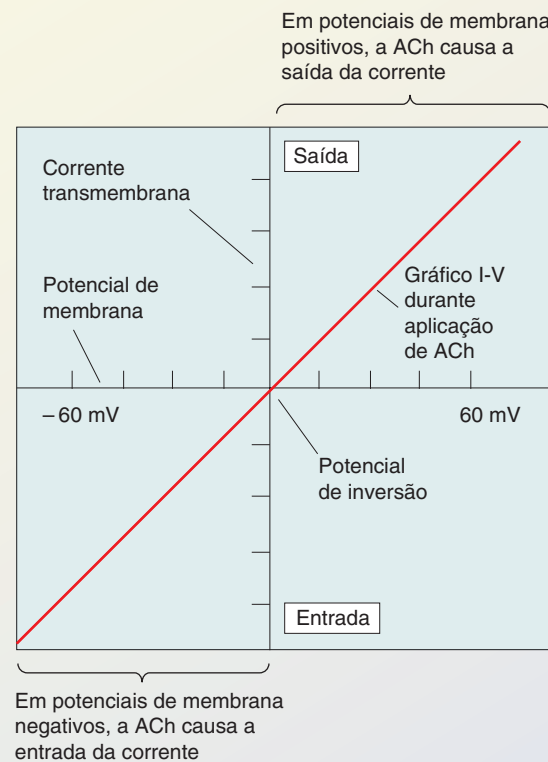 Em potenciais de membrana
positivos, a ACh causa a
saída da corrente
Saída
Corrente
transmembrana
Potencial de
membrana
Gráfico I-V
durante
aplicação
de ACh
–60 mV
60 mV
Potencial
de inversão
Entrada
Em potenciais de membrana
negativos, a ACh causa a
entrada da corrente